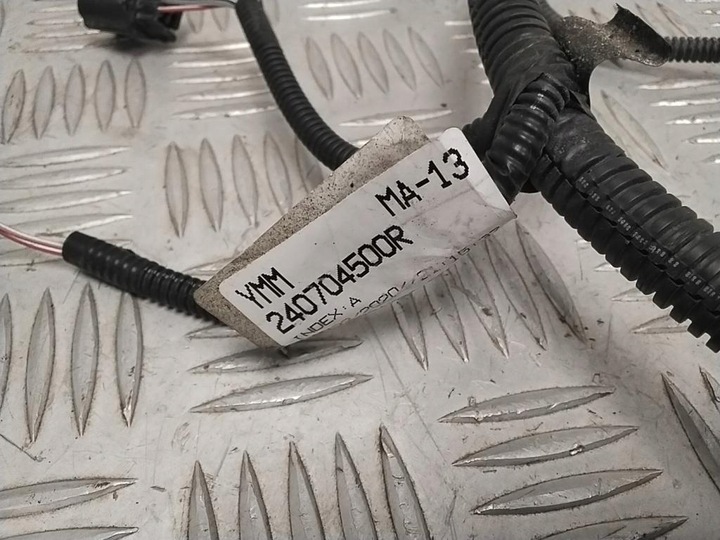 MA-13
YMM
240704500R
INDEX:A